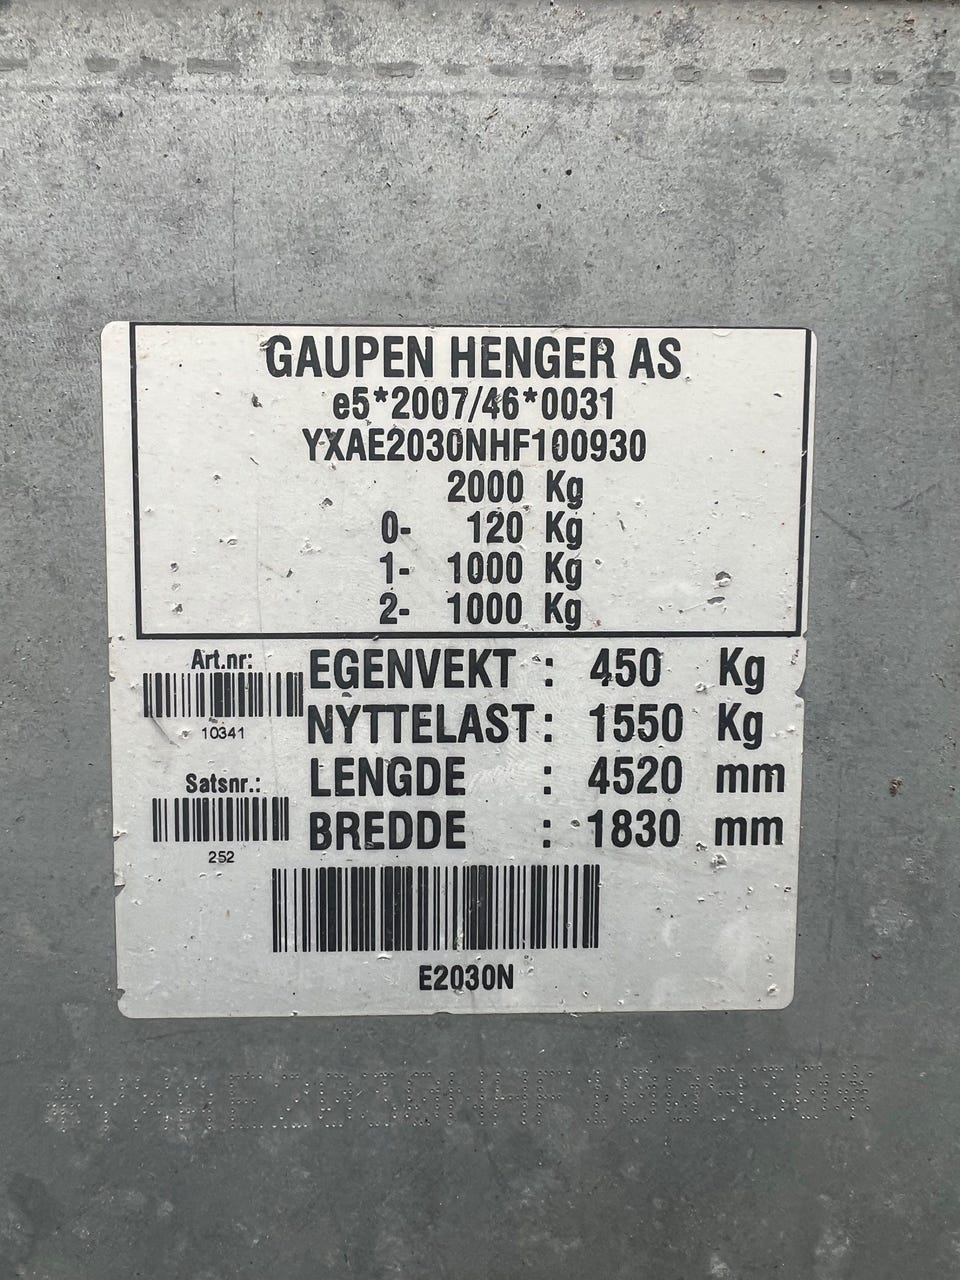 GAUPEN HENGER AS
e5*2007/46*0031
YXAE2030NHF100930
2000 Kg
0- 120 Kg
1- 1000 Kg
2- 1000 Kg
Art.nr:
10341
Satsnr.:
252
EGENVEKT : 450 Kg
NYTTELAST : 1550 Kg
LENGDE : 4520 mm
BREDDE : 1830 mm
E2030N
*YXAE2030NHF100930*